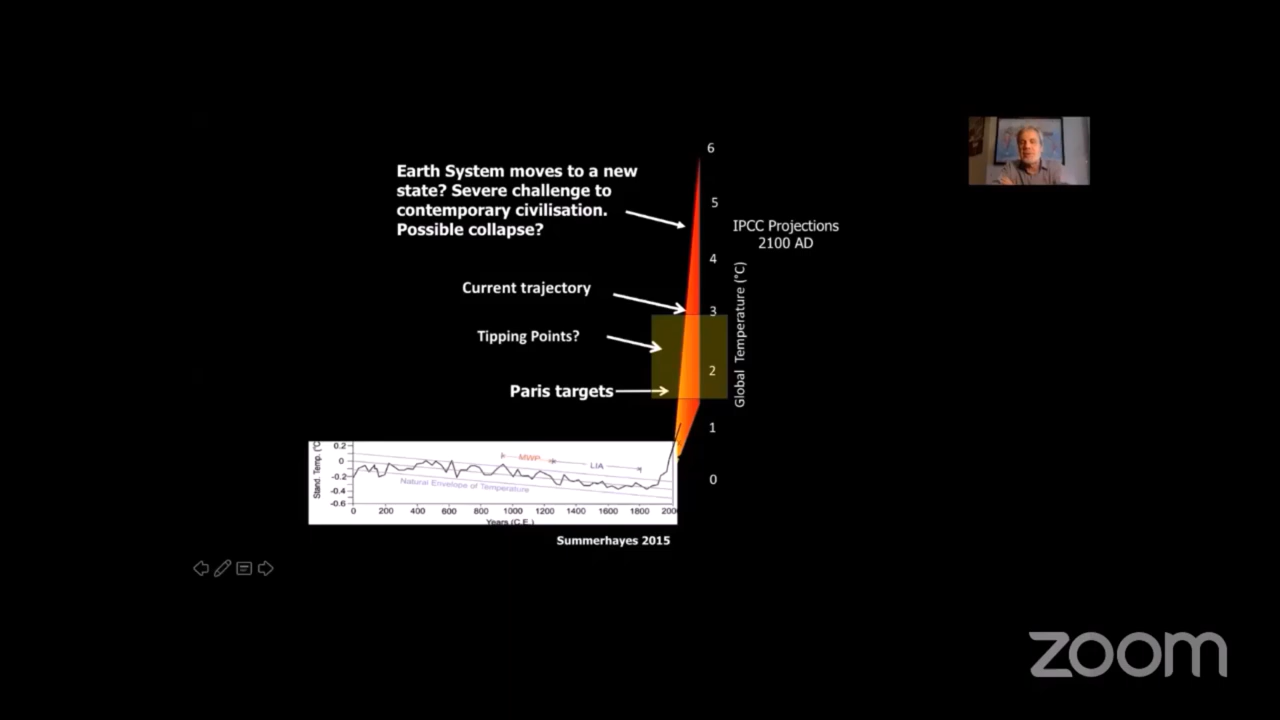 6
Earth System moves to a new
state? Severe challenge to
contemporary civilisation.
Possible collapse?
5
IPCC Projections
2100 AD
4
Current trajectory
3
Tipping Points?
2
Paris targets
Global Temperature (°C)
1
0
Stand. Temp. (°C
0.2
0
-0.2
-0.4
-0.6
MWP
LIA
Natural Envelope of Temperature
0 200 400 600 800 1000 1200 1400 1600 1800 200
Years (C.E.)
Summerhayes 2015
zoom